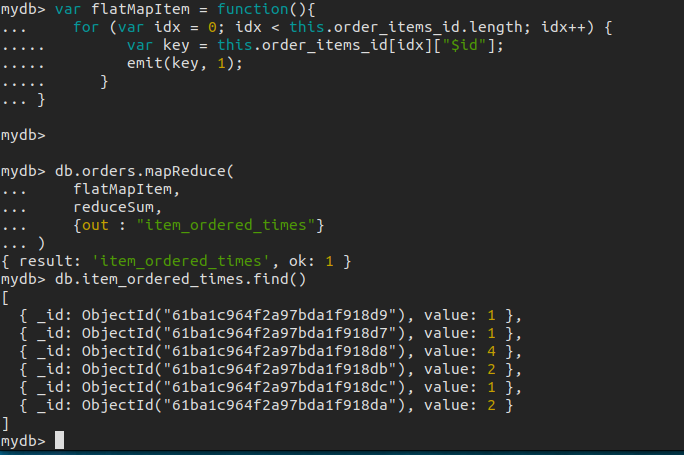 mydb> var flatMapItem = function(){
...     for (var idx = 0; idx < this.order_items_id.length; idx++) {
.....         var key = this.order_items_id[idx]["$id"];
.....         emit(key, 1);
.....      }
... }
mydb>
mydb> db.orders.mapReduce(
...     flatMapItem,
...     reduceSum,
...     {out : "item_ordered_times"}
... )
{ result: 'item_ordered_times', ok: 1 }
mydb> db.item_ordered_times.find()
[
  { _id: ObjectId("61ba1c964f2a97bda1f918d9"), value: 1 },
  { _id: ObjectId("61ba1c964f2a97bda1f918d7"), value: 1 },
  { _id: ObjectId("61ba1c964f2a97bda1f918d8"), value: 4 },
  { _id: ObjectId("61ba1c964f2a97bda1f918db"), value: 2 },
  { _id: ObjectId("61ba1c964f2a97bda1f918dc"), value: 1 },
  { _id: ObjectId("61ba1c964f2a97bda1f918da"), value: 2 }
]
mydb>